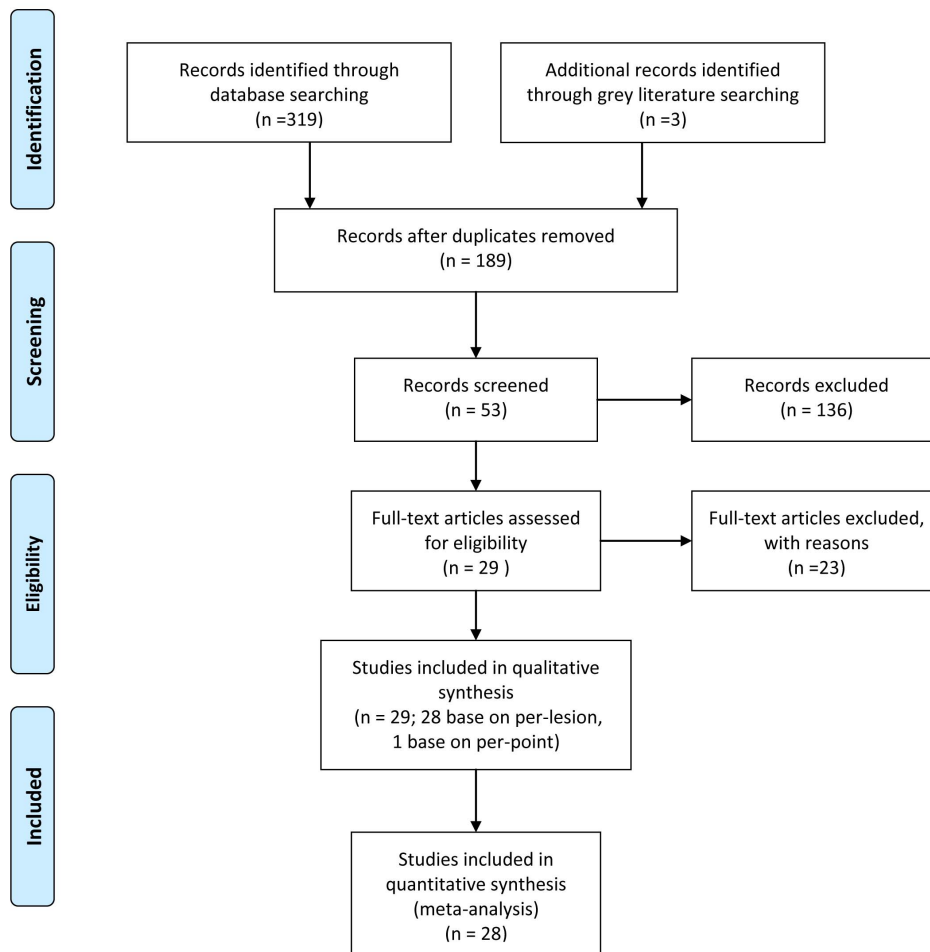 Identification
Records identified through
database searching
(n =319)
Additional records identified
through grey literature searching
(n =3)
Records after duplicates removed
(n = 189)
Screening
Records screened
(n = 53)
Records excluded
(n = 136)
Eligibility
Full-text articles assessed
for eligibility
(n = 29 )
Full-text articles excluded,
with reasons
(n =23)
Studies included in qualitative
synthesis
(n = 29; 28 base on per-lesion,
1 base on per-point)
Included
Studies included in
quantitative synthesis
(meta-analysis)
(n = 28)